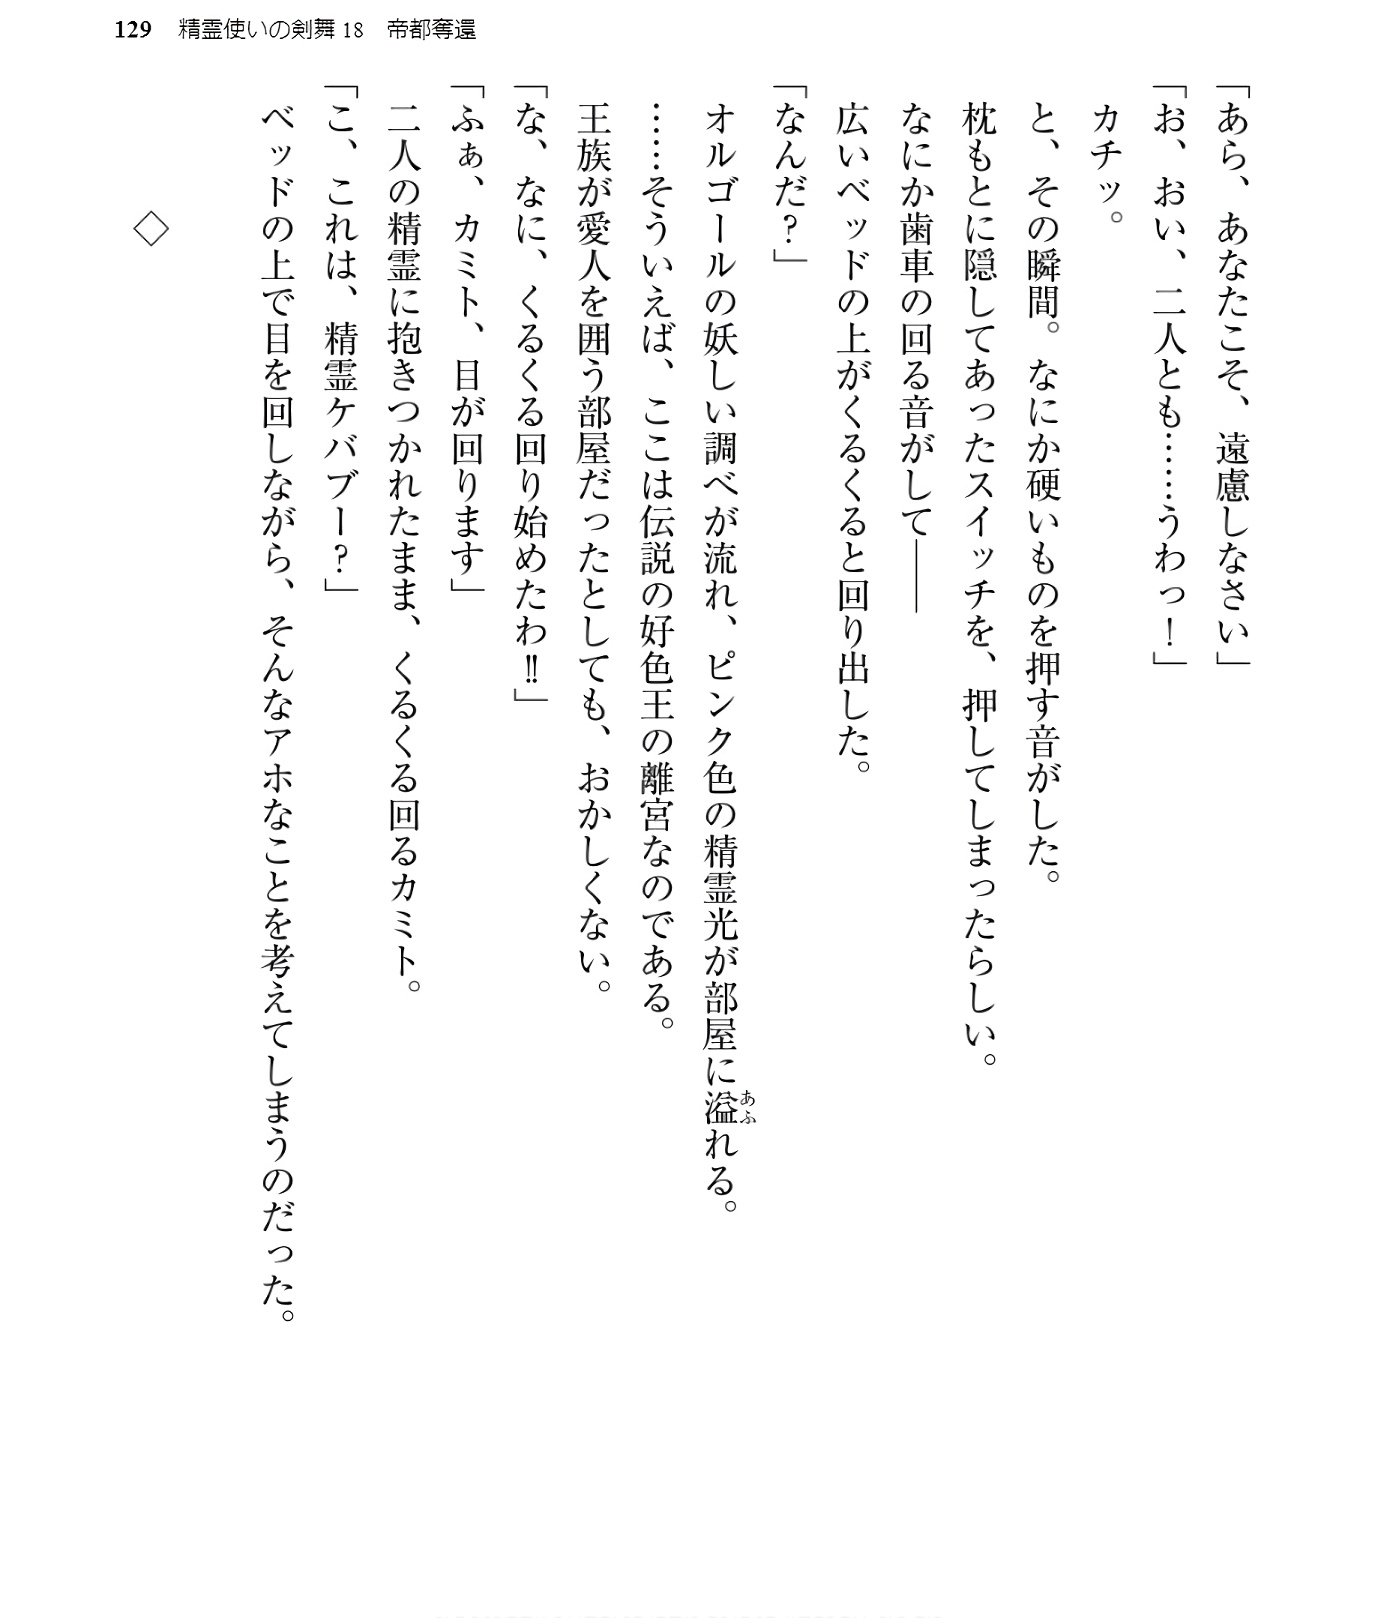 129 精霊使いの剣舞18 帝都奪還
「あら、あなたこそ、遠慮しなさい」
「お、おい、二人とも……うわっ！」
カチッ。
と、その瞬間。なにか硬いものを押す音がした。
枕もとに隠してあったスイッチを、押してしまったらしい。
なにか歯車の回る音がして――
広いベッドの上がくるくると回り出した。
「なんだ？」
オルゴールの妖しい調べが流れ、ピンク色の精霊光が部屋に溢れる。
あふ
……そういえば、ここは伝説の好色王の離宮なのである。
王族が愛人を囲う部屋だったとしても、おかしくない。
「な、なに、くるくる回り始めたわ‼」
「ふぁ、カミト、目が回ります」
二人の精霊に抱きつかれたまま、くるくる回るカミト。
「こ、これは、精霊ケバブー？」
ベッドの上で目を回しながら、そんなアホなことを考えてしまうのだった。
◇